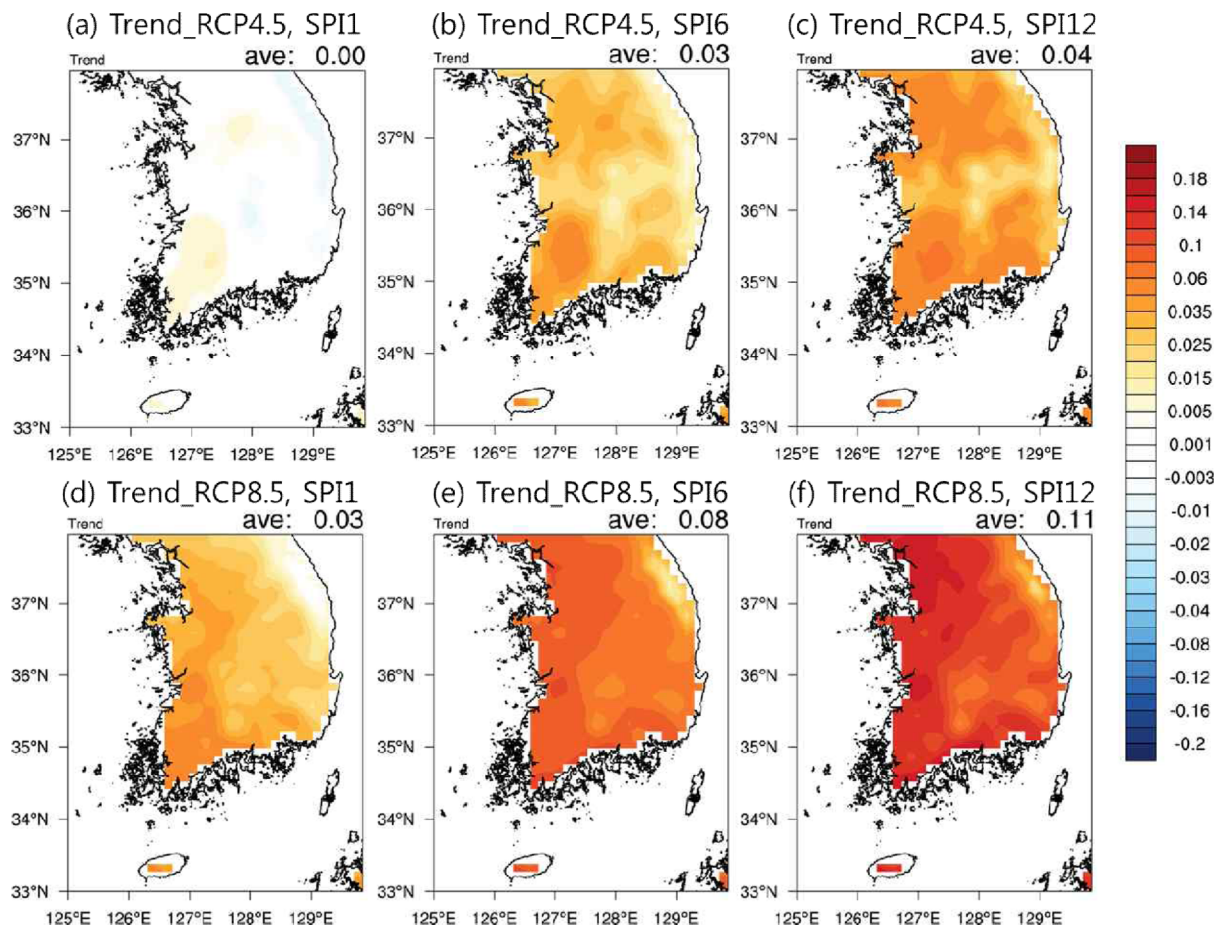 (a) Trend_RCP4.5, SPI1
Trend ave: 0.00
(b) Trend_RCP4.5, SPI6
Trend ave: 0.03
(c) Trend_RCP4.5, SPI12
Trend ave: 0.04
37°N
36°N
35°N
34°N
33°N
125°E 126°E 127°E 128°E 129°E
37°N
36°N
35°N
34°N
33°N
125°E 126°E 127°E 128°E 129°E
37°N
36°N
35°N
34°N
33°N
125°E 126°E 127°E 128°E 129°E
(d) Trend_RCP8.5, SPI1
Trend ave: 0.03
(e) Trend_RCP8.5, SPI6
Trend ave: 0.08
(f) Trend_RCP8.5, SPI12
Trend ave: 0.11
37°N
36°N
35°N
34°N
33°N
125°E 126°E 127°E 128°E 129°E
37°N
36°N
35°N
34°N
33°N
125°E 126°E 127°E 128°E 129°E
37°N
36°N
35°N
34°N
33°N
125°E 126°E 127°E 128°E 129°E
0.18
0.14
0.1
0.06
0.035
0.025
0.015
0.005
0.001
-0.003
-0.01
-0.02
-0.03
-0.04
-0.08
-0.12
-0.16
-0.2